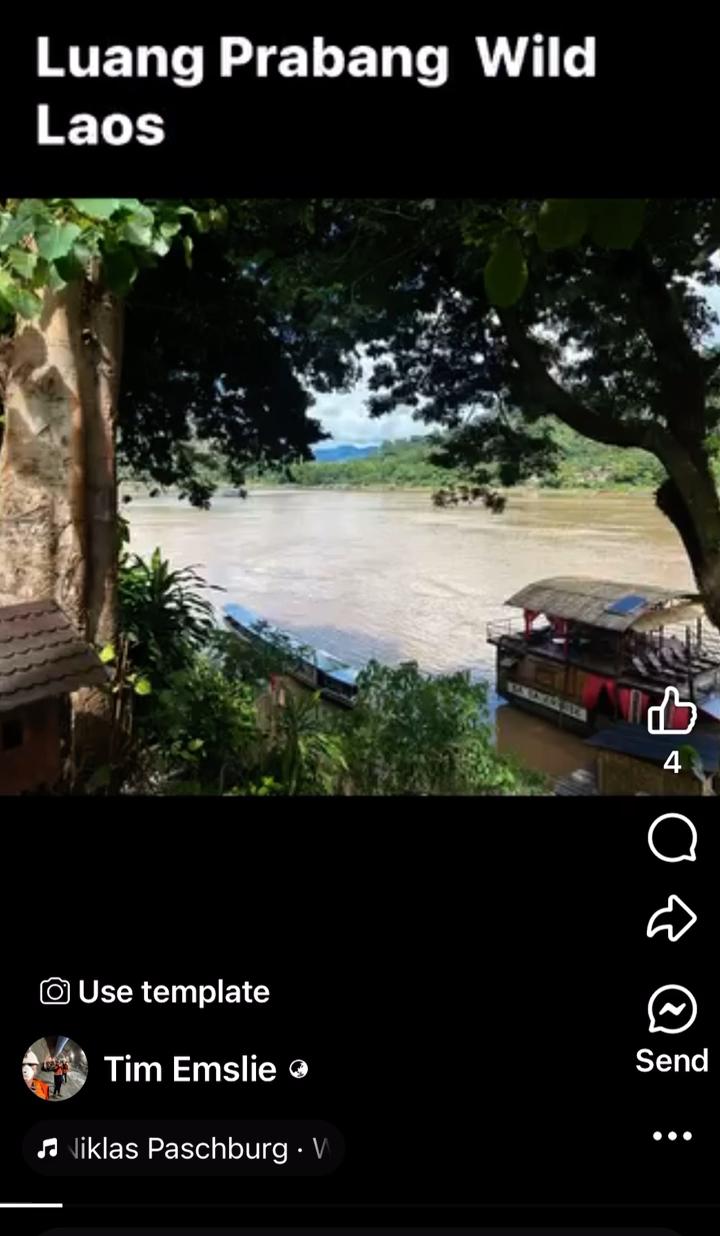 Luang Prabang Wild
Laos
4
Use template
Tim Emslie
Send
Niklas Paschburg · W